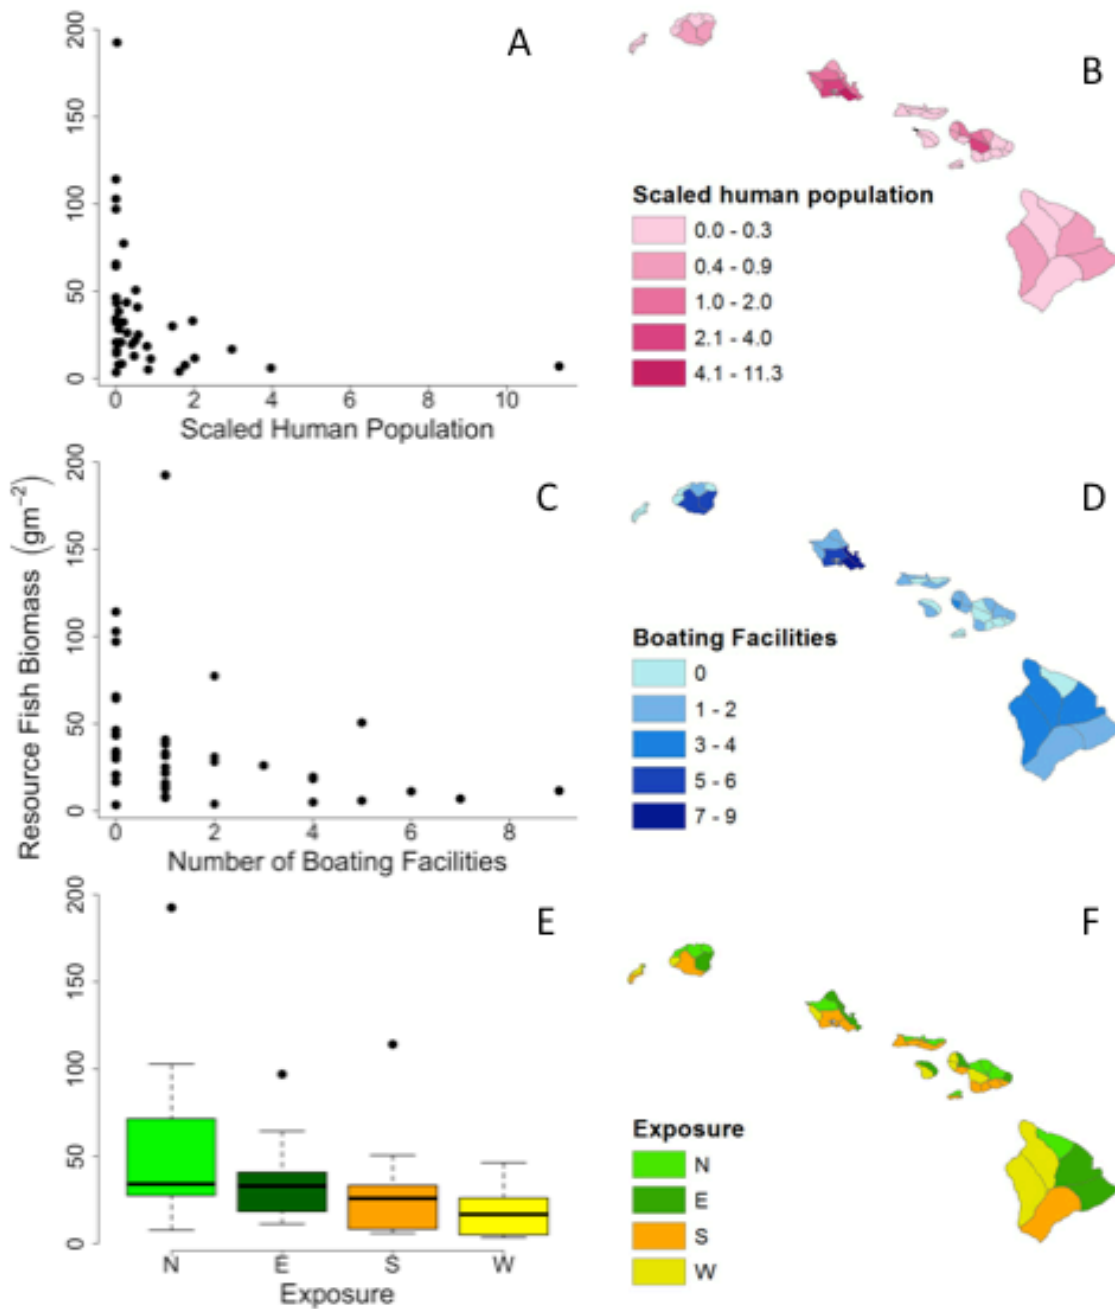 A
200
150
100
50
0
0 2 4 6 8 10
Scaled Human Population
B
Scaled human population
0.0 - 0.3
0.4 - 0.9
1.0 - 2.0
2.1 - 4.0
4.1 - 11.3
Resource Fish Biomass (gm⁻²)
C
200
150
100
50
0
0 2 4 6 8
Number of Boating Facilities
D
Boating Facilities
0
1 - 2
3 - 4
5 - 6
7 - 9
E
200
150
100
50
0
N E S W
Exposure
F
Exposure
N
E
S
W